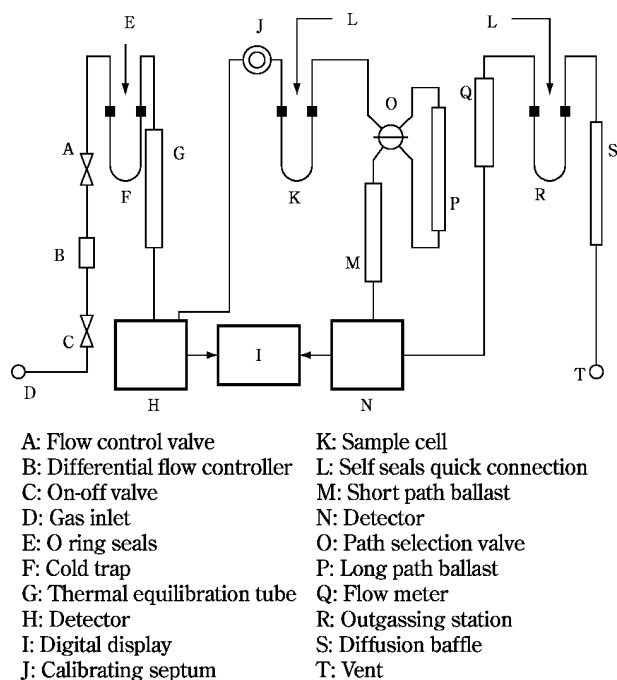 E
J
L
L
A
O
Q
G
F
K
P
R
S
B
M
C
I
D
T
H
N
A: Flow control valve
B: Differential flow controller
C: On-off valve
D: Gas inlet
E: O ring seals
F: Cold trap
G: Thermal equilibration tube
H: Detector
I: Digital display
J: Calibrating septum
K: Sample cell
L: Self seals quick connection
M: Short path ballast
N: Detector
O: Path selection valve
P: Long path ballast
Q: Flow meter
R: Outgassing station
S: Diffusion baffle
T: Vent